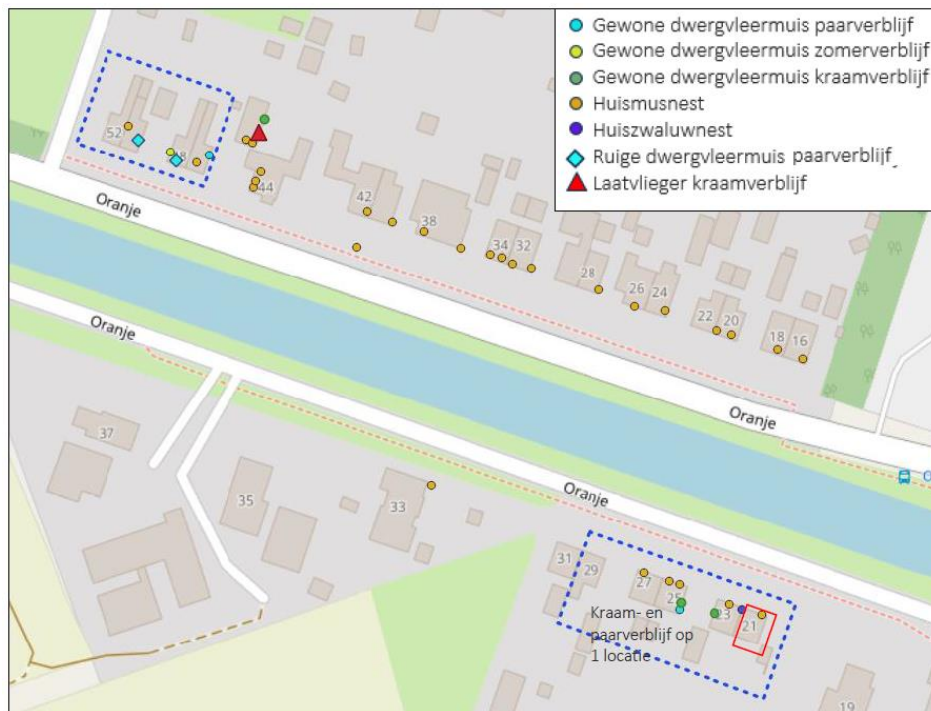 Gewone dwergvleermuis paarverblijf
Gewone dwergvleermuis zomerverblijf
Gewone dwergvleermuis kraamverblijf
Huismusnest
Huiszwaluwnest
Ruige dwergvleermuis paarverblijf
Laatvlieger kraamverblijf
52
44
42
38
34
32
28
26
24
22
20
18
16
Oranje
Oranje
Oranje
Oranje
37
35
33
31
29
27
25
23
21
19
Kraam- en
paarverblijf op
1 locatie